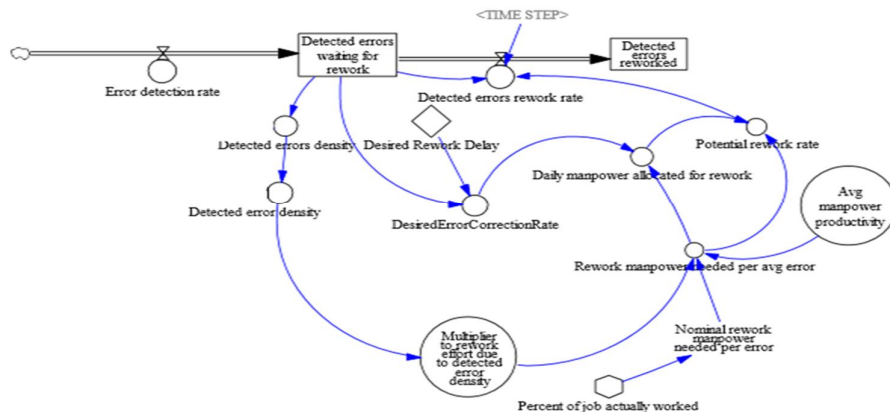 <TIME STEP>
Detected errors
waiting for
rework
Detected
errors
reworked
Error detection rate
Detected errors rework rate
Detected errors density
Desired Rework Delay
Potential rework rate
Daily manpower allocated for rework
Detected error density
DesiredErrorCorrectionRate
Avg
manpower
productivity
Rework manpower needed per avg error
Multiplier
to rework
effort due
to detected
error
density
Nominal rework
manpower
needed per error
Percent of job actually worked